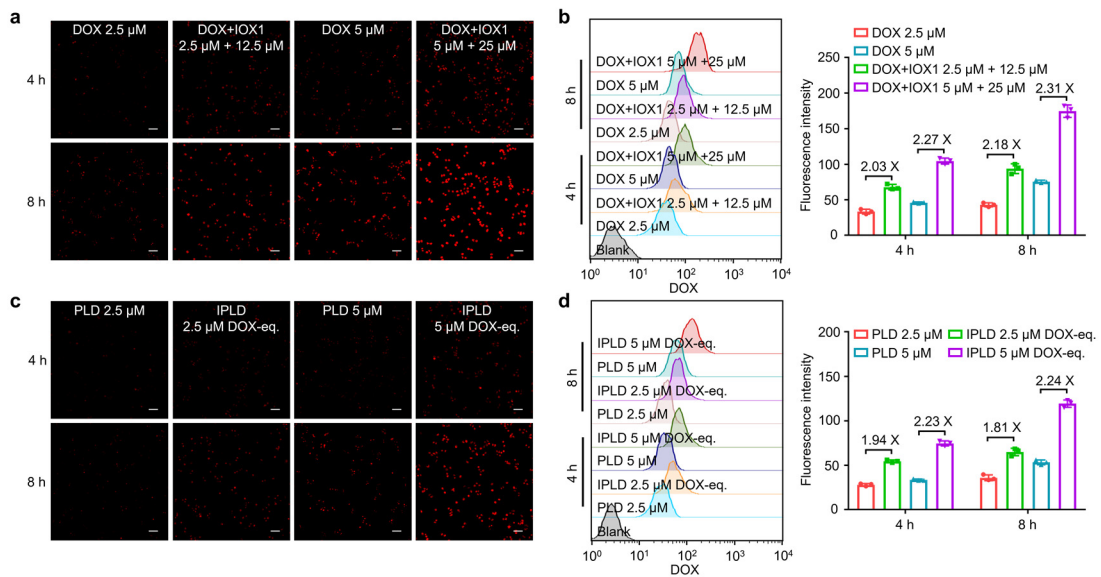 a
DOX 2.5 µM
DOX+IOX1
2.5 µM + 12.5 µM
DOX 5 µM
DOX+IOX1
5 µM + 25 µM
4 h
8 h
b
DOX+IOX1 5 µM +25 µM
DOX 5 µM
DOX+IOX1 2.5 µM + 12.5 µM
DOX 2.5 µM
DOX+IOX1 5 µM +25 µM
DOX 5 µM
DOX+IOX1 2.5 µM + 12.5 µM
DOX 2.5 µM
Blank
8 h
4 h
10⁰ 10¹ 10² 10³ 10⁴
DOX
DOX 2.5 µM
DOX 5 µM
DOX+IOX1 2.5 µM + 12.5 µM
DOX+IOX1 5 µM + 25 µM
Fluorescence intensity
250
200
150
100
50
0
2.03 X
2.27 X
2.18 X
2.31 X
4 h 8 h
c
PLD 2.5 µM
IPLD
2.5 µM DOX-eq.
PLD 5 µM
IPLD
5 µM DOX-eq.
4 h
8 h
d
IPLD 5 µM DOX-eq.
PLD 5 µM
IPLD 2.5 µM DOX-eq.
PLD 2.5 µM
IPLD 5 µM DOX-eq.
PLD 5 µM
IPLD 2.5 µM DOX-eq.
PLD 2.5 µM
Blank
8 h
4 h
10⁰ 10¹ 10² 10³ 10⁴
DOX
PLD 2.5 µM IPLD 2.5 µM DOX-eq.
PLD 5 µM IPLD 5 µM DOX-eq.
Fluorescence intensity
200
150
100
50
0
1.94 X
2.23 X
1.81 X
2.24 X
4 h 8 h